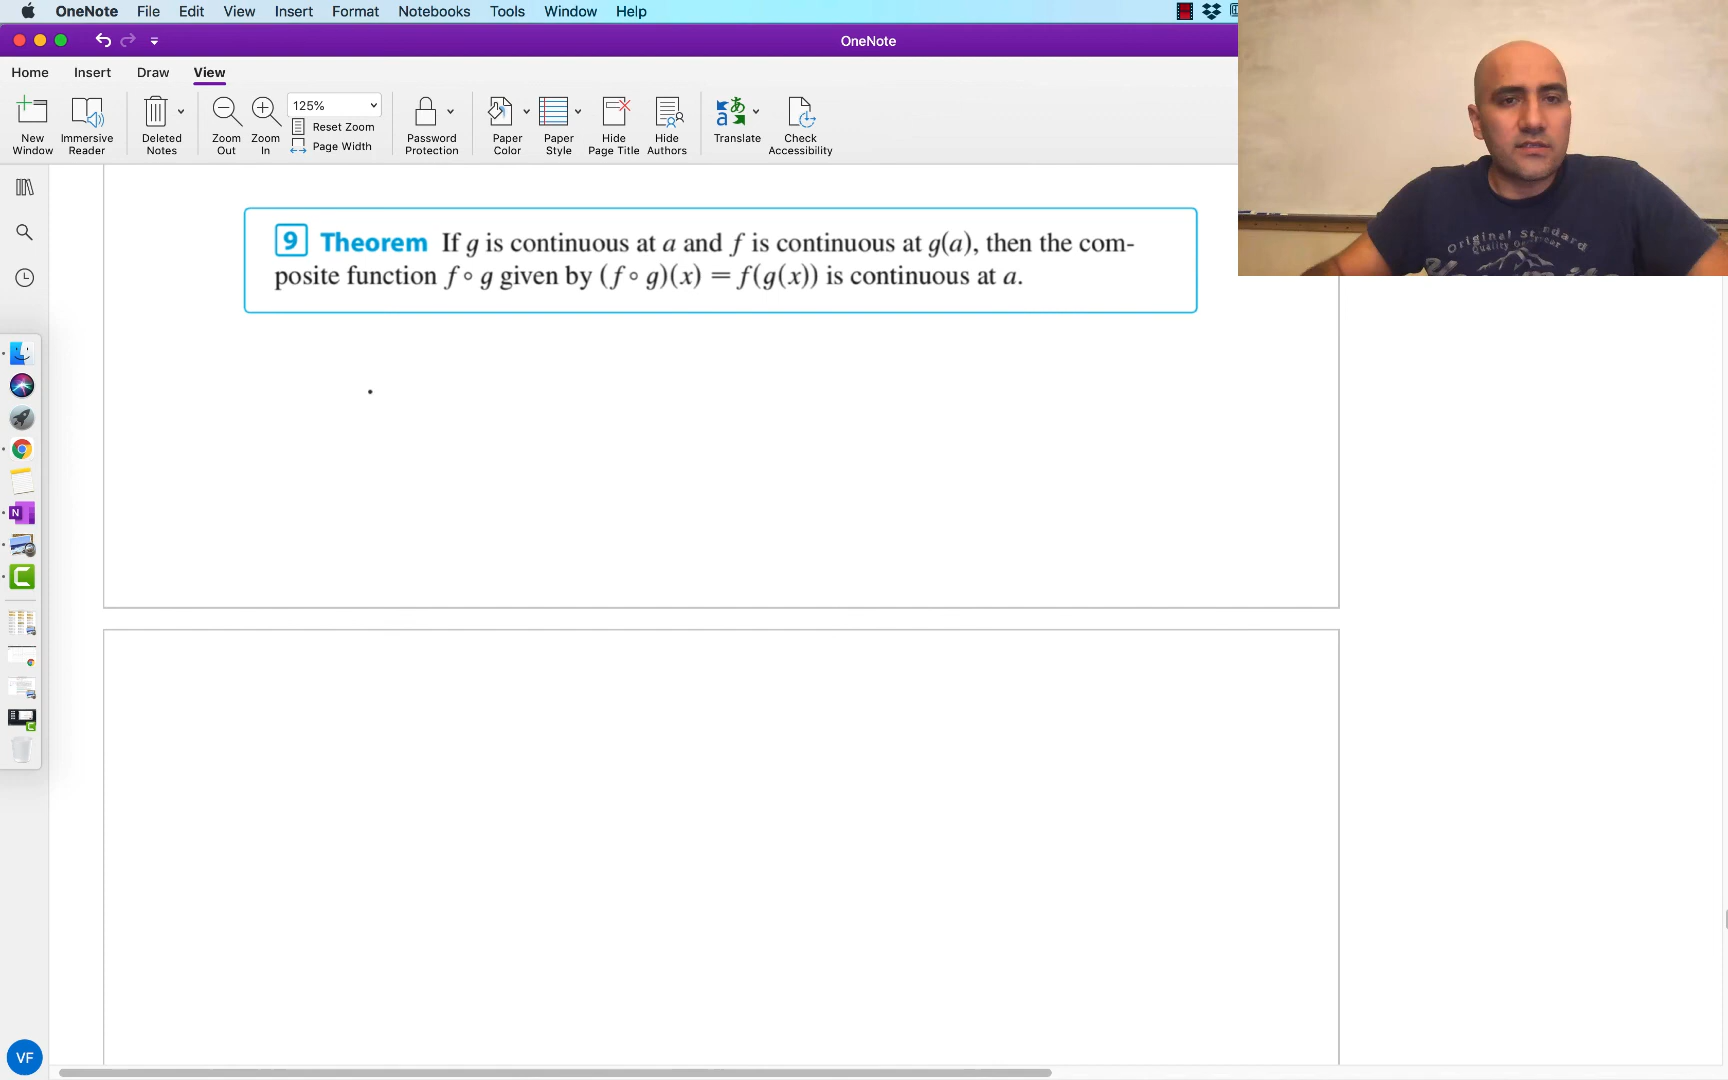 OneNote File Edit View Insert Format Notebooks Tools Window Help
OneNote
Home Insert Draw View
New Window
Immersive Reader
Deleted Notes
Zoom Out
Zoom In
125%
Reset Zoom
Page Width
Password Protection
Paper Color
Paper Style
Hide Page Title
Hide Authors
Translate
Check Accessibility
9 Theorem If g is continuous at a and f is continuous at g(a), then the com-
posite function f ∘ g given by (f ∘ g)(x) = f(g(x)) is continuous at a.
Original Standard
VF